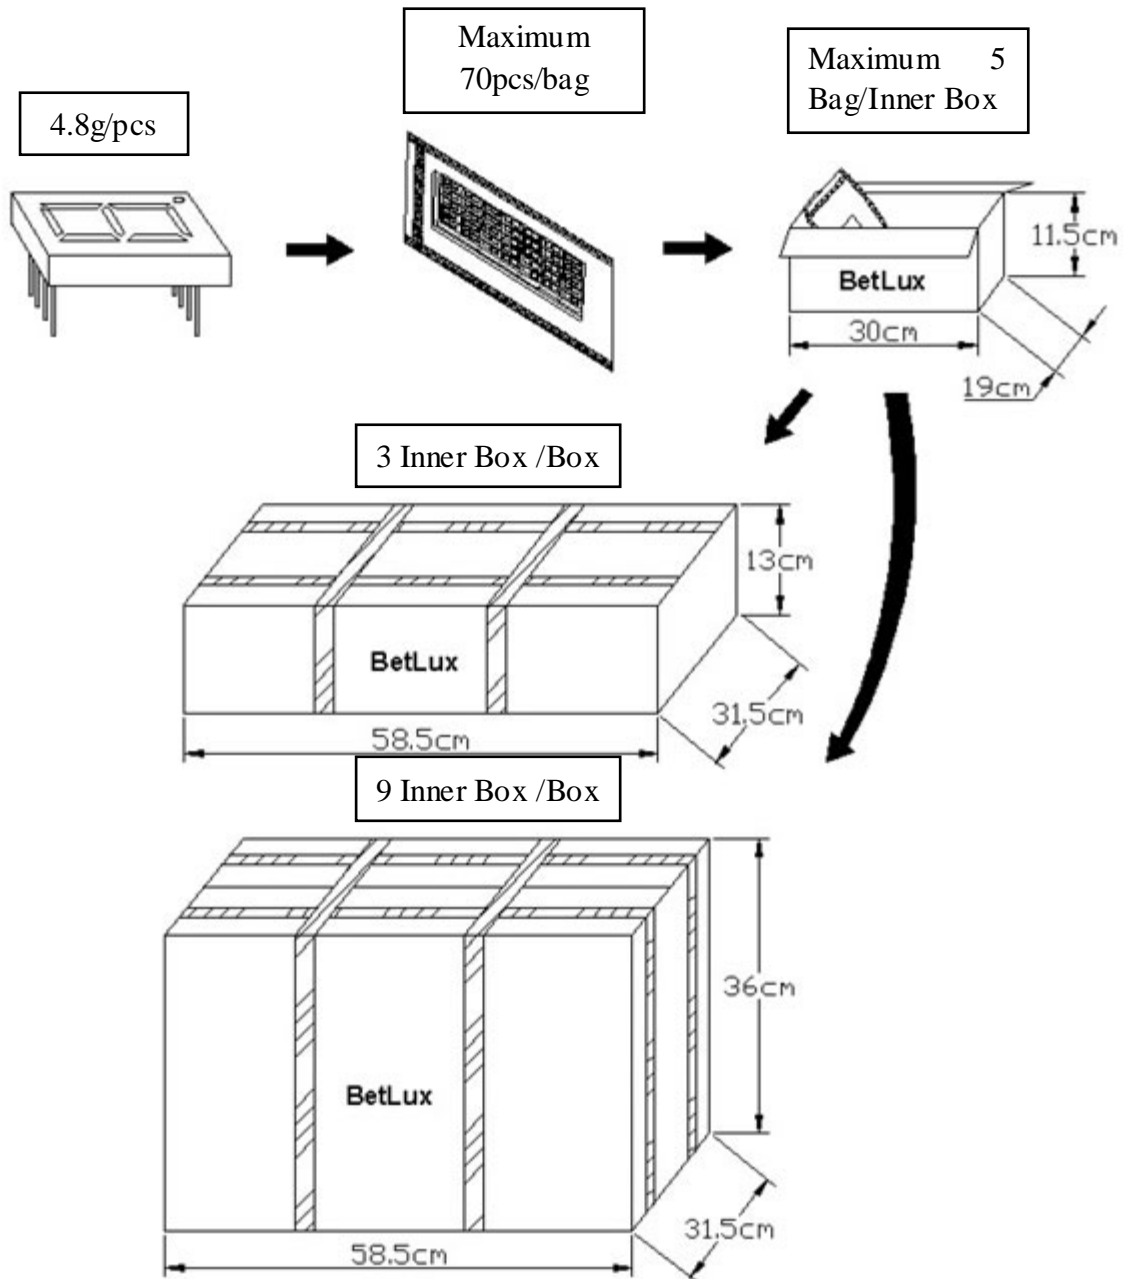 Maximum
70pcs/bag
Maximum 5
Bag/Inner Box
4.8g/pcs
11.5cm
BetLux
30cm
19cm
3 Inner Box /Box
13cm
BetLux
31.5cm
58.5cm
9 Inner Box /Box
36cm
BetLux
31.5cm
58.5cm